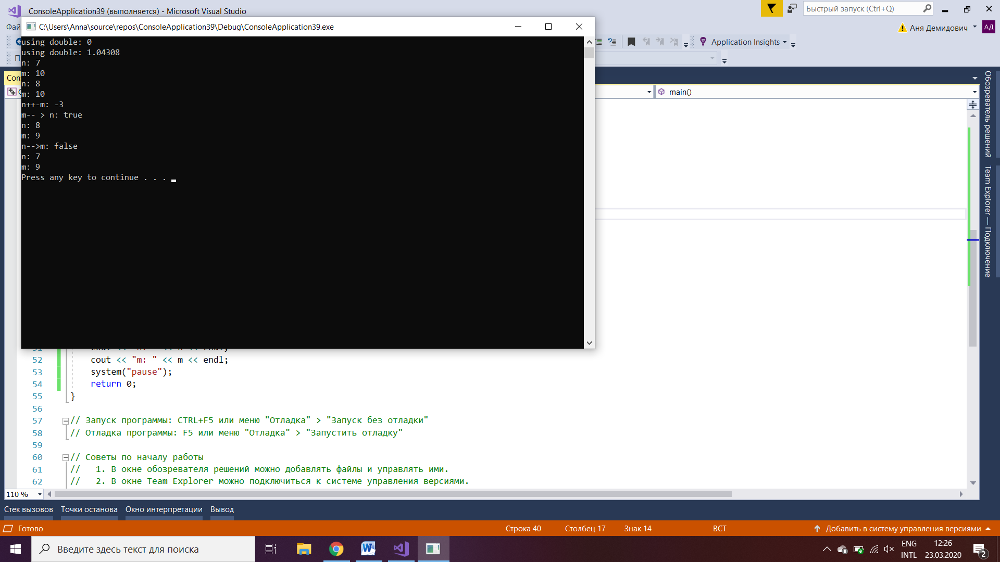 ConsoleApplication39 (выполняется) - Microsoft Visual Studio
Быстрый запуск (Ctrl+Q)
Аня Демидович
АД
C:\Users\Anna\source\repos\ConsoleApplication39\Debug\ConsoleApplication39.exe
Application Insights
using double: 0
using double: 1.04308
n: 7
m: 10
n: 8
m: 10
n++-m: -3
m-- > n: true
n: 8
m: 9
n-->m: false
n: 7
m: 9
Press any key to continue . . .
main()
Обозреватель решений
Team Explorer — Подключение
52 cout << "m: " << m << endl;
53 system("pause");
54 return 0;
55 }
56
57 // Запуск программы: CTRL+F5 или меню "Отладка" > "Запуск без отладки"
58 // Отладка программы: F5 или меню "Отладка" > "Запустить отладку"
59
60 // Советы по началу работы
61 // 1. В окне обозревателя решений можно добавлять файлы и управлять ими.
62 // 2. В окне Team Explorer можно подключиться к системе управления версиями.
110 %
Стек вызовов Точки останова Окно интерпретации Вывод
Готово Строка 40 Столбец 17 Знак 14 ВСТ Добавить в систему управления версиями
Введите здесь текст для поиска
ENG
INTL
12:26
23.03.2020
2